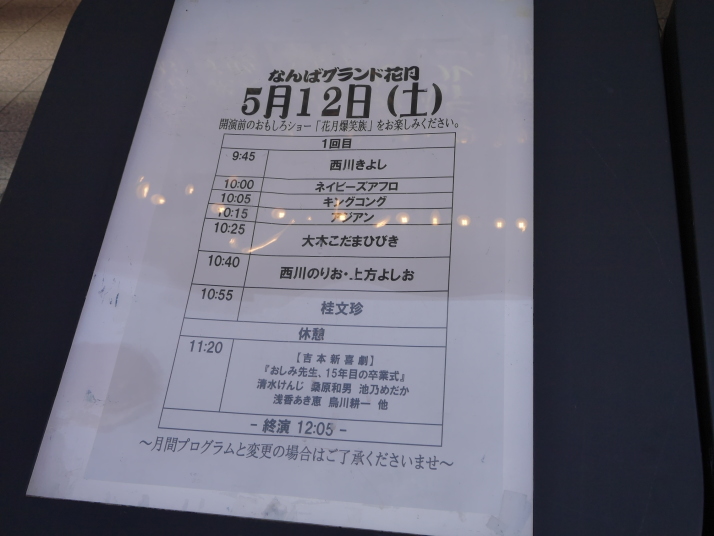 なんばグランド花月
5月12日(土)
開演前のおもしろショー「花月爆笑族」をお楽しみください。
1回目
9:45 西川きよし
10:00 ネイビーズアフロ
10:05 キングコング
10:15 アジアン
10:25 大木こだまひびき
10:40 西川のりお・上方よしお
10:55 桂文珍
休憩
11:20 【吉本新喜劇】
『おしみ先生、15年目の卒業式』
清水けんじ 桑原和男 池乃めだか
浅香あき恵 烏川耕一 他
- 終演 12:05 -
～月間プログラムと変更の場合はご了承くださいませ～